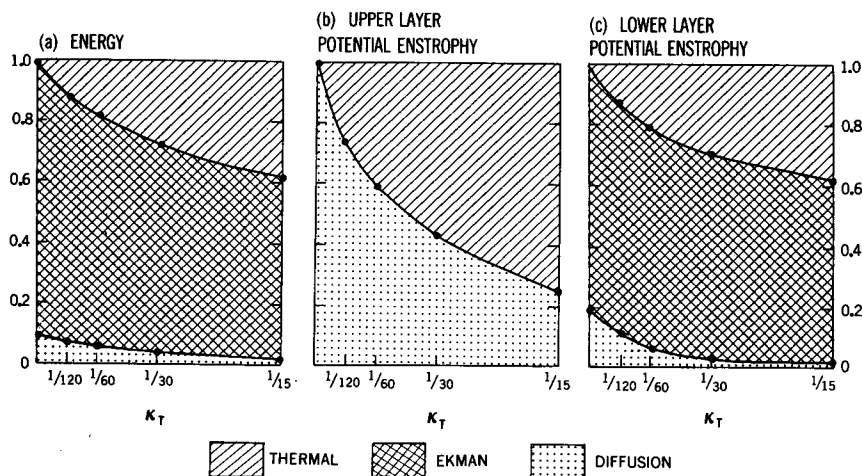 (a) ENERGY
(b) UPPER LAYER
POTENTIAL ENSTROPHY
(c) LOWER LAYER
POTENTIAL ENSTROPHY
1.0
0.8
0.6
0.4
0.2
0
1.0
0.8
0.6
0.4
0.2
0
1/120 1/60 1/30 1/15
1/120 1/60 1/30 1/15
1/120 1/60 1/30 1/15
κT
κT
κT
THERMAL
EKMAN
DIFFUSION